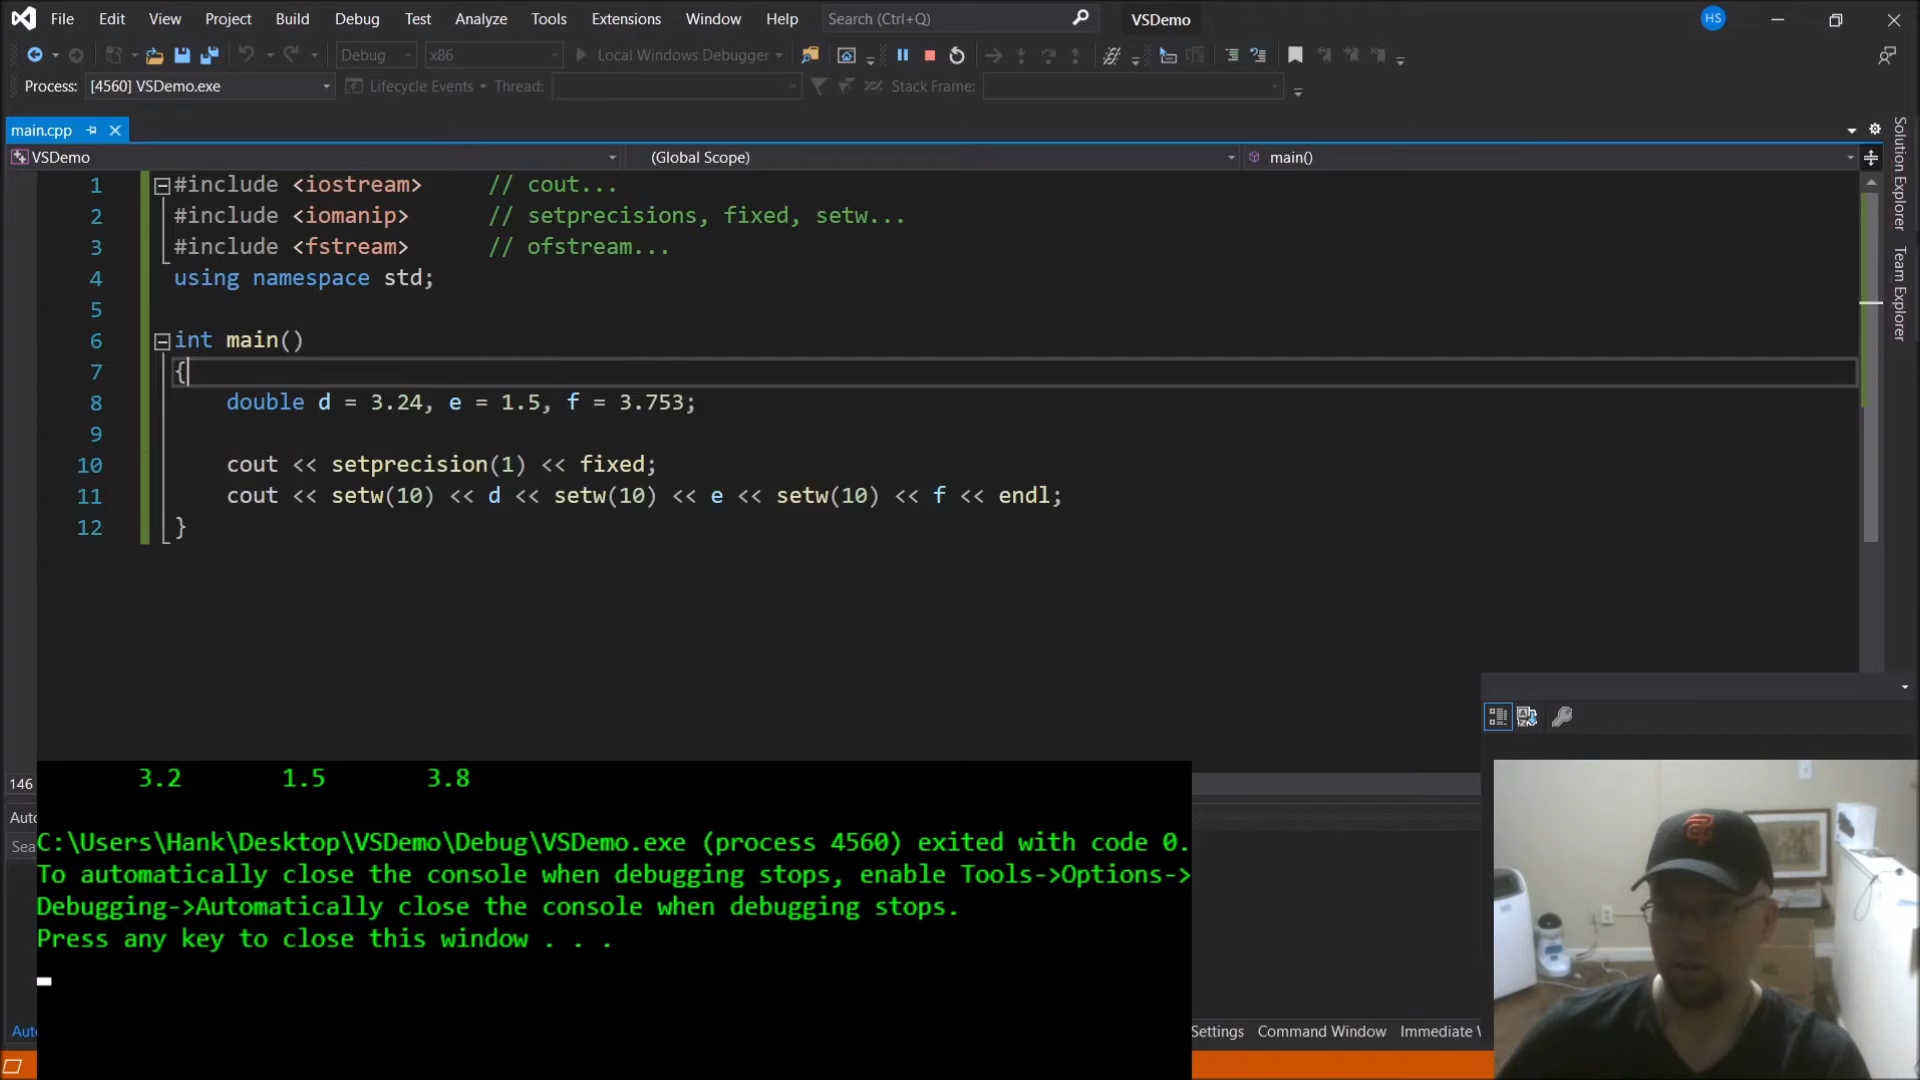 File Edit View Project Build Debug Test Analyze Tools Extensions Window Help Search (Ctrl+Q) VSDemo HS
Debug x86 Local Windows Debugger
Process: [4560] VSDemo.exe Lifecycle Events Thread: Stack Frame:
main.cpp
VSDemo (Global Scope) main()
1 #include <iostream> // cout...
2 #include <iomanip> // setprecisions, fixed, setw...
3 #include <fstream> // ofstream...
4 using namespace std;
5
6 int main()
7 {
8 double d = 3.24, e = 1.5, f = 3.753;
9
10 cout << setprecision(1) << fixed;
11 cout << setw(10) << d << setw(10) << e << setw(10) << f << endl;
12 }
Solution Explorer
Team Explorer
146
Auto
Sea
3.2 1.5 3.8
C:\Users\Hank\Desktop\VSDemo\Debug\VSDemo.exe (process 4560) exited with code 0.
To automatically close the console when debugging stops, enable Tools->Options->
Debugging->Automatically close the console when debugging stops.
Press any key to close this window . . .
Aut
Settings Command Window Immediate W